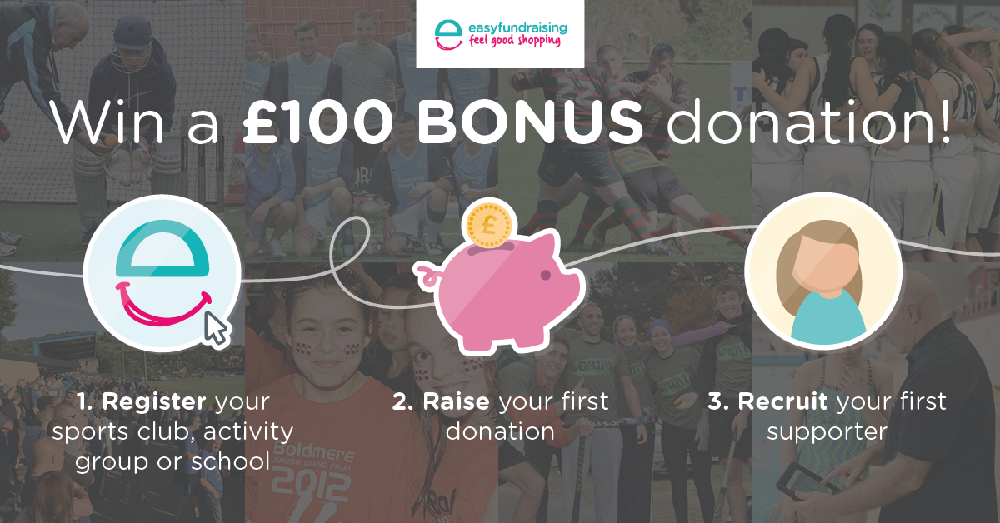 easyfundraising
feel good shopping
Win a £100 BONUS donation!
1. Register your
sports club, activity
group or school
2. Raise your first
donation
3. Recruit your first
supporter
Boldmere
JUNIOR GRAND FINAL
2012